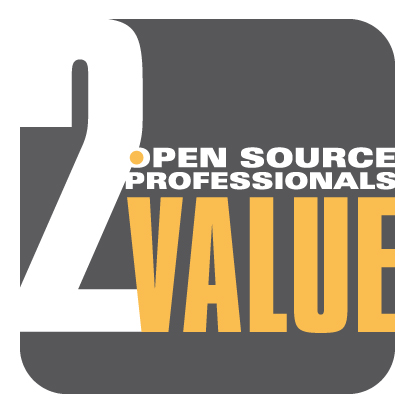 2
OPEN SOURCE
PROFESSIONALS
VALUE